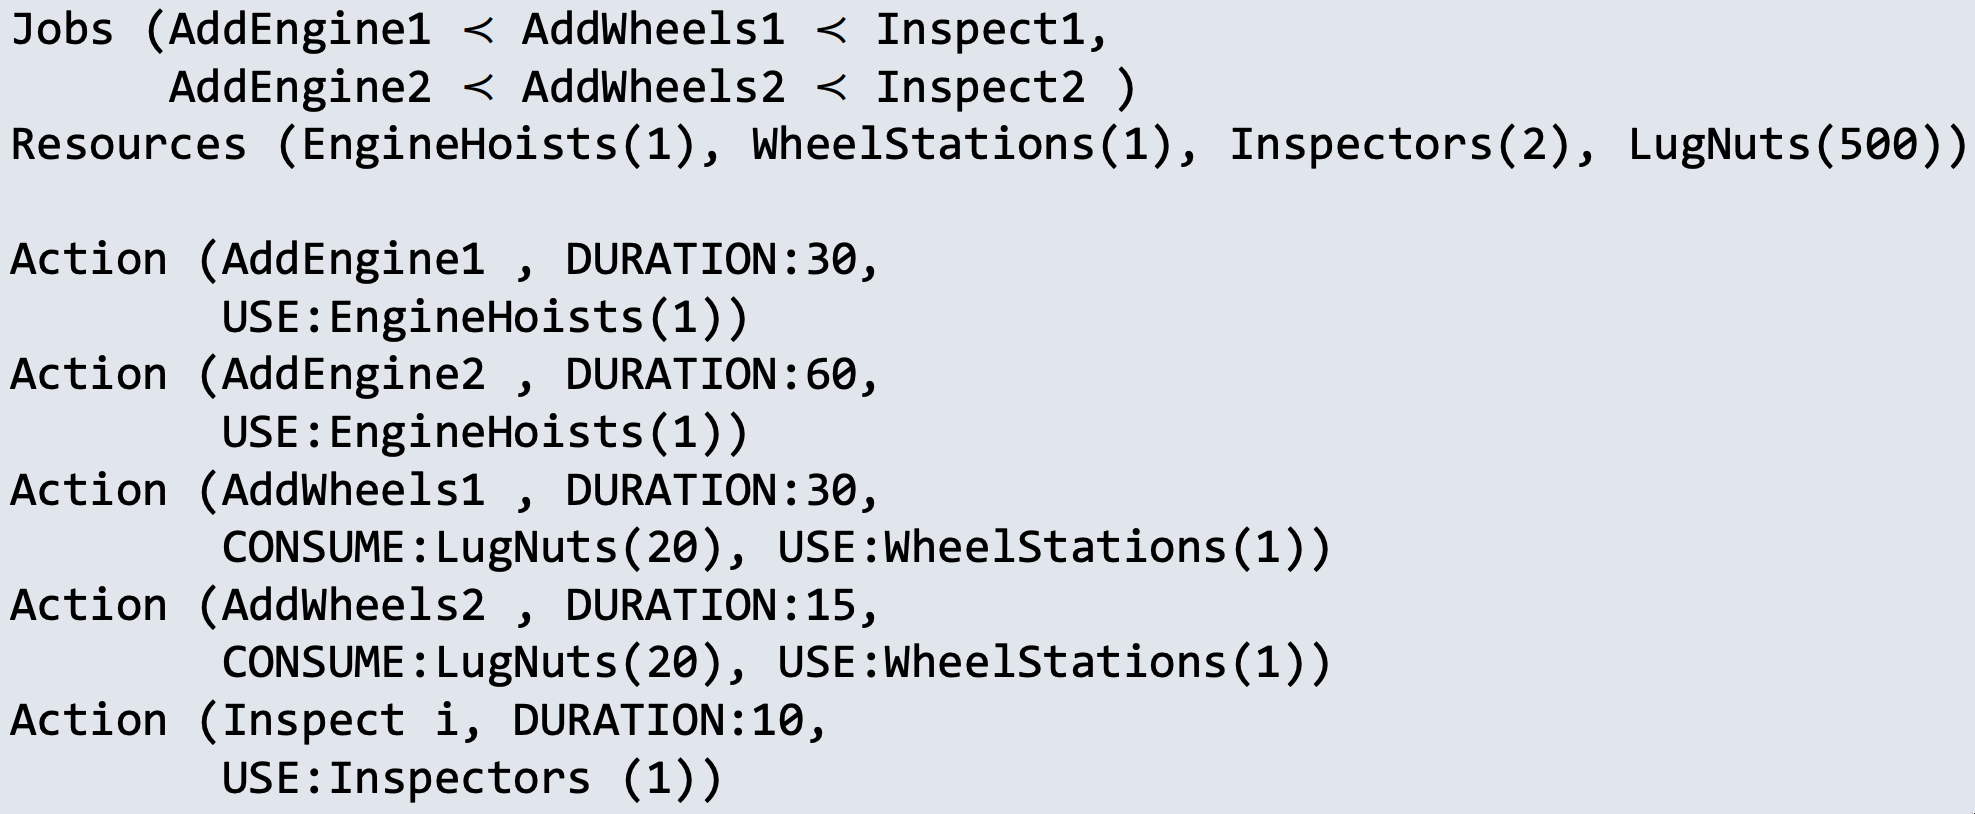 Jobs (AddEngine1 ≺ AddWheels1 ≺ Inspect1,
      AddEngine2 ≺ AddWheels2 ≺ Inspect2 )
Resources (EngineHoists(1), WheelStations(1), Inspectors(2), LugNuts(500))
Action (AddEngine1 , DURATION:30,
        USE:EngineHoists(1))
Action (AddEngine2 , DURATION:60,
        USE:EngineHoists(1))
Action (AddWheels1 , DURATION:30,
        CONSUME:LugNuts(20), USE:WheelStations(1))
Action (AddWheels2 , DURATION:15,
        CONSUME:LugNuts(20), USE:WheelStations(1))
Action (Inspect i, DURATION:10,
        USE:Inspectors (1))